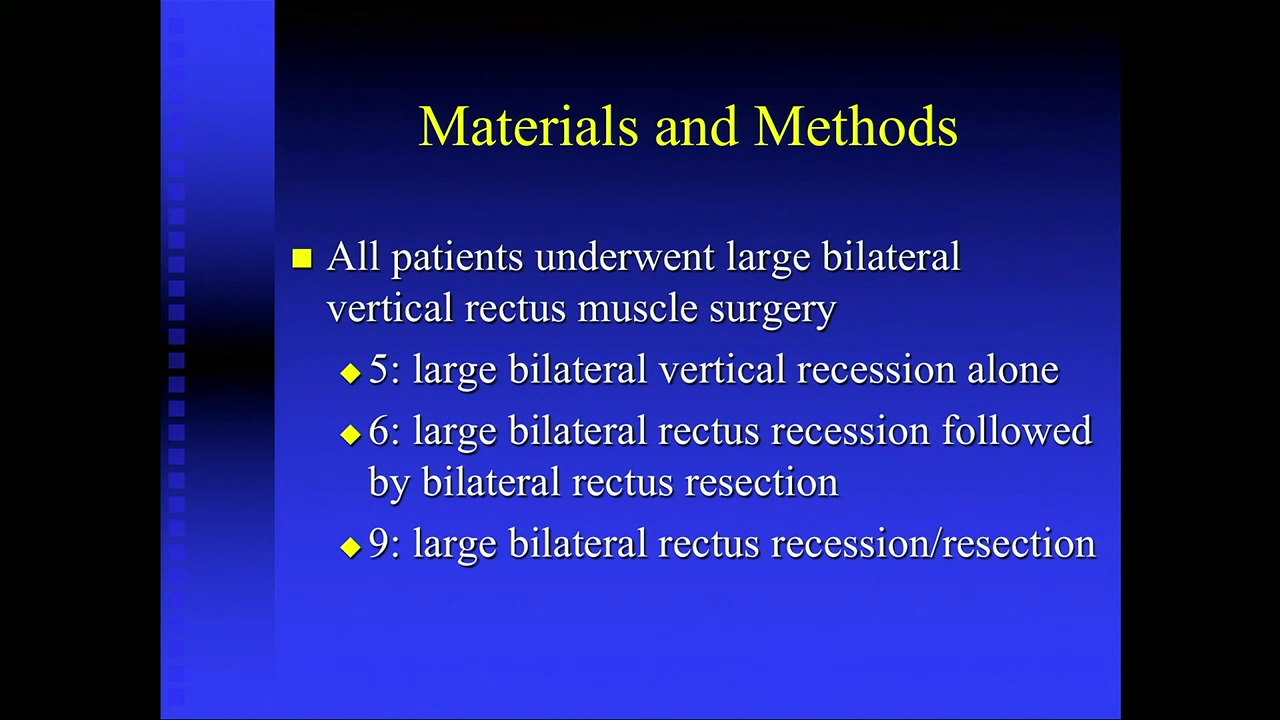 Materials and Methods
All patients underwent large bilateral
vertical rectus muscle surgery
5: large bilateral vertical recession alone
6: large bilateral rectus recession followed
by bilateral rectus resection
9: large bilateral rectus recession/resection